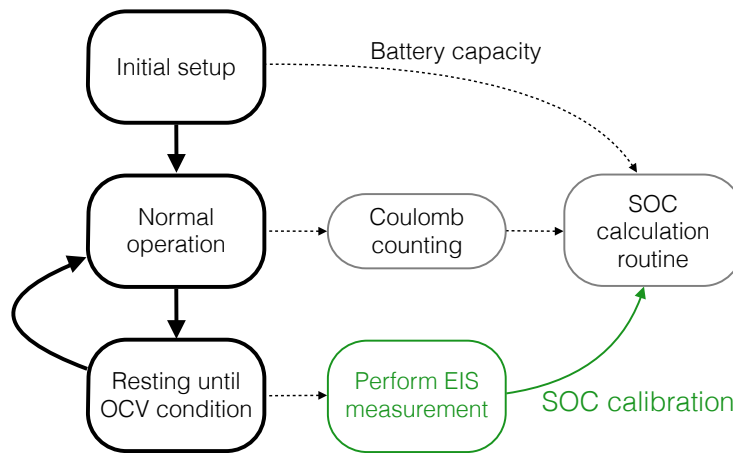 Initial setup
Battery capacity
Normal
operation
Coulomb
counting
SOC
calculation
routine
Resting until
OCV condition
Perform EIS
measurement
SOC calibration